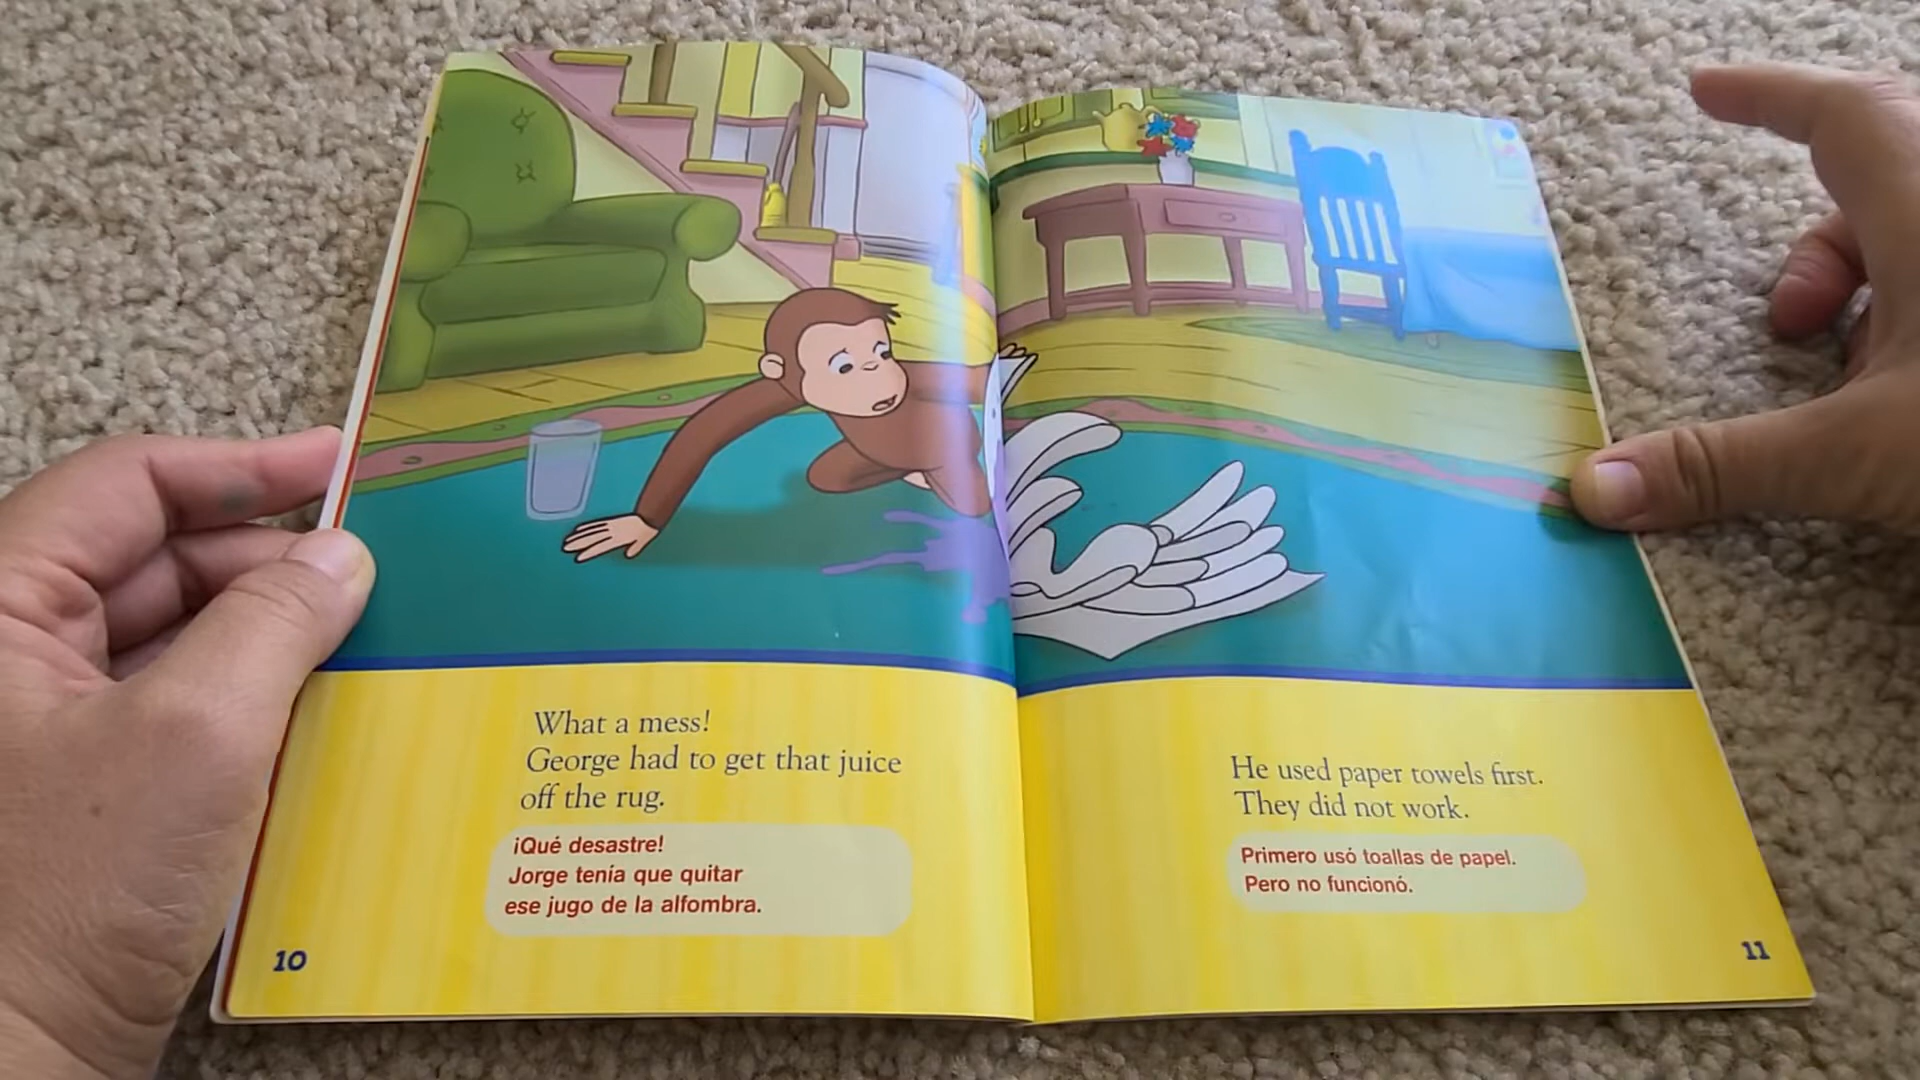 What a mess!
George had to get that juice
off the rug.
¡Qué desastre!
Jorge tenía que quitar
ese jugo de la alfombra.
10
He used paper towels first.
They did not work.
Primero usó toallas de papel.
Pero no funcionó.
11